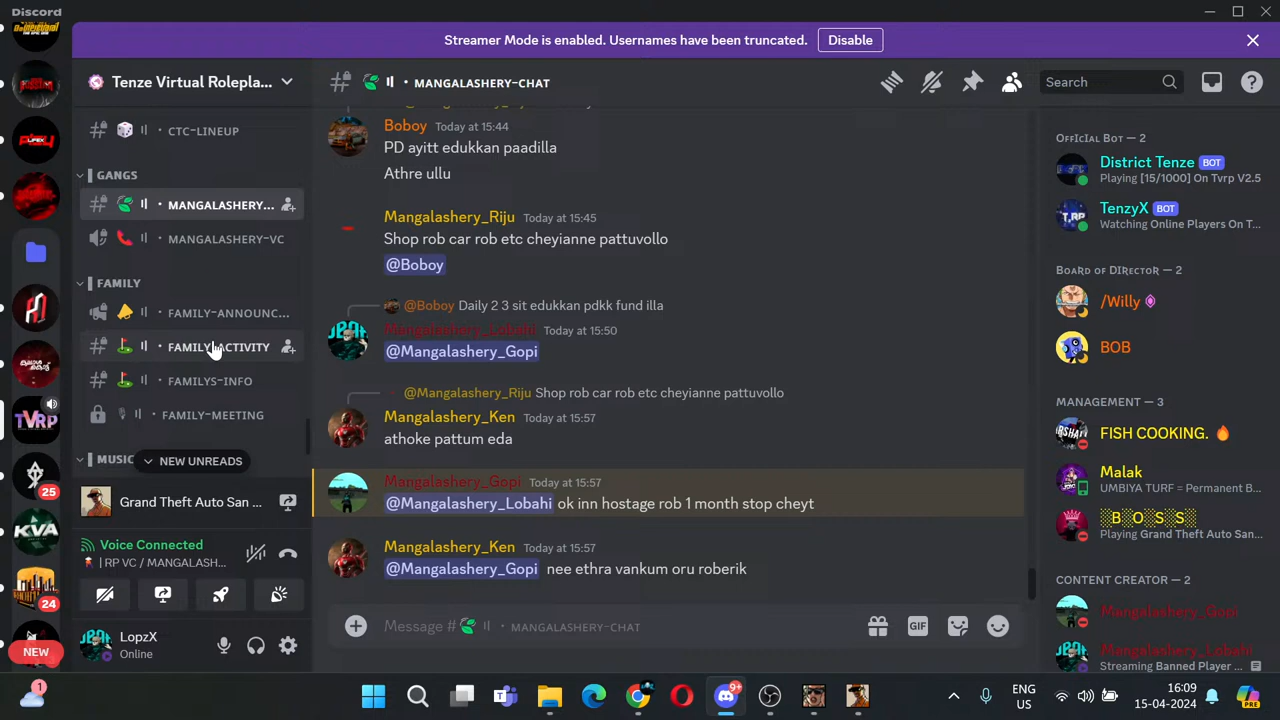 Discord
Streamer Mode is enabled. Usernames have been truncated.
Disable
Tenze Virtual Rolepla...
CTC-LINEUP
GANGS
MANGALASHERY...
MANGALASHERY-VC
FAMILY
FAMILY-ANNOUNC...
FAMILY-ACTIVITY
FAMILYS-INFO
FAMILY-MEETING
MUSIC
NEW UNREADS
Grand Theft Auto San ...
Voice Connected
| RP VC / MANGALASH...
LopzX
Online
TVRP
25
KVA
24
NEW
MANGALASHERY-CHAT
Search
Boboy Today at 15:44
PD ayitt edukkan paadilla
Athre ullu
Mangalashery_Riju Today at 15:45
Shop rob car rob etc cheyianne pattuvollo
@Boboy
@Boboy Daily 2 3 sit edukkan pdkk fund illa
Mangalashery_Lobahi Today at 15:50
@Mangalashery_Gopi
@Mangalashery_Riju Shop rob car rob etc cheyianne pattuvollo
Mangalashery_Ken Today at 15:57
athoke pattum eda
Mangalashery_Gopi Today at 15:57
@Mangalashery_Lobahi ok inn hostage rob 1 month stop cheyt
Mangalashery_Ken Today at 15:57
@Mangalashery_Gopi nee ethra vankum oru roberik
Message # MANGALASHERY-CHAT
GIF
OffIcIal Bot — 2
District Tenze BOT
Playing [15/1000] On Tvrp V2.5
TenzyX BOT
Watching Online Players On T...
Board of DIrector — 2
/Willy
BOB
MANAGEMENT — 3
FISH COOKING. 🔥
Malak
UMBIYA TURF = Permanent B...
░B░O░S░S░
Playing Grand Theft Auto San...
CONTENT CREATOR — 2
Mangalashery_Gopi
Mangalashery_Lobahi
Streaming Banned Player ...
1
9+
ENG
US
16:09
15-04-2024
PRE